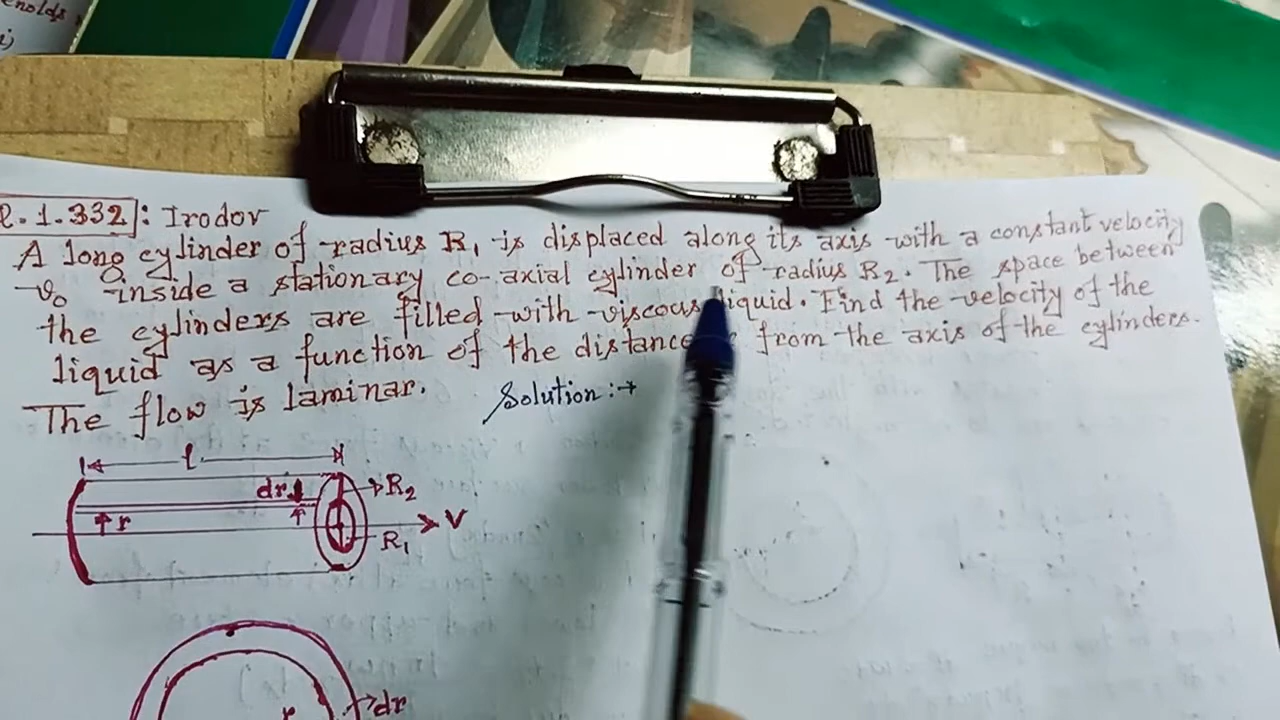 enolds
Q.1.332: Irodov
A long cylinder of radius R₁ is displaced along its axis with a constant velocity
v₀ inside a stationary co-axial cylinder of radius R₂. The space between
the cylinders are filled with viscous liquid. Find the velocity of the
liquid as a function of the distance from the axis of the cylinders.
The flow is laminar. Solution :→
l
dr R₂
r V
R₁
dr
r